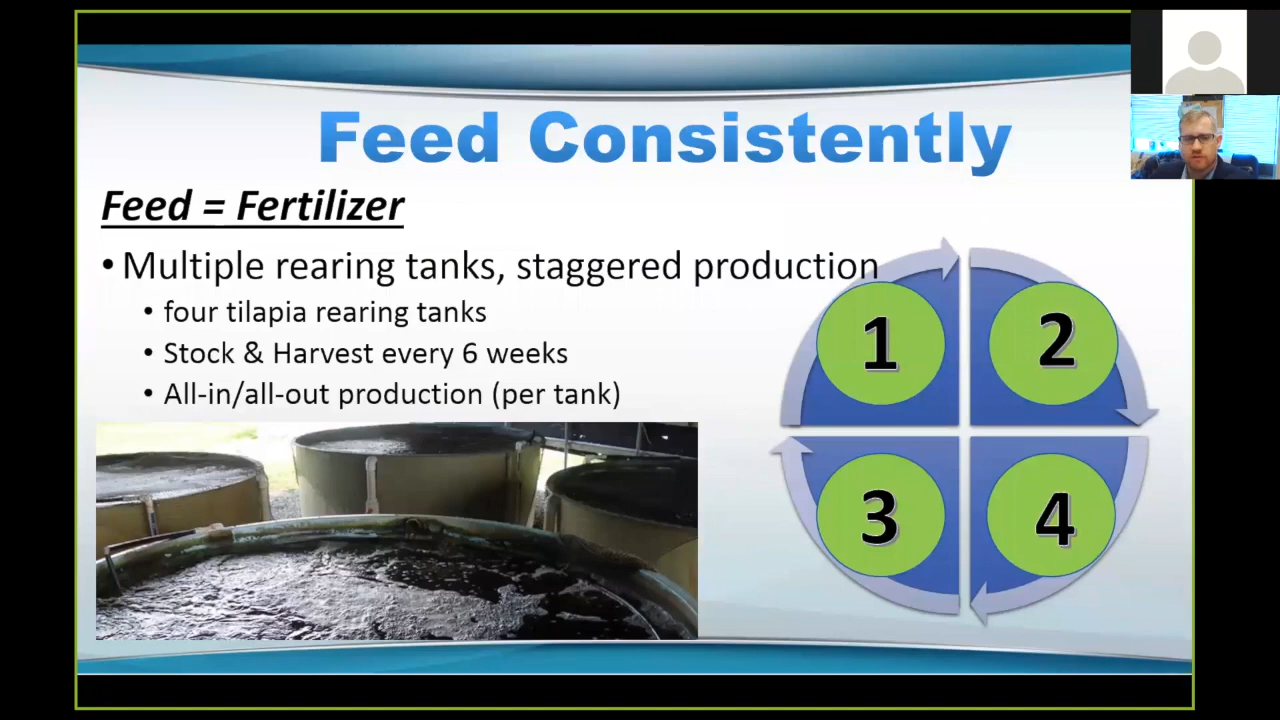 Feed Consistently
Feed = Fertilizer
• Multiple rearing tanks, staggered production
• four tilapia rearing tanks
• Stock & Harvest every 6 weeks
• All-in/all-out production (per tank)
1
2
3
4